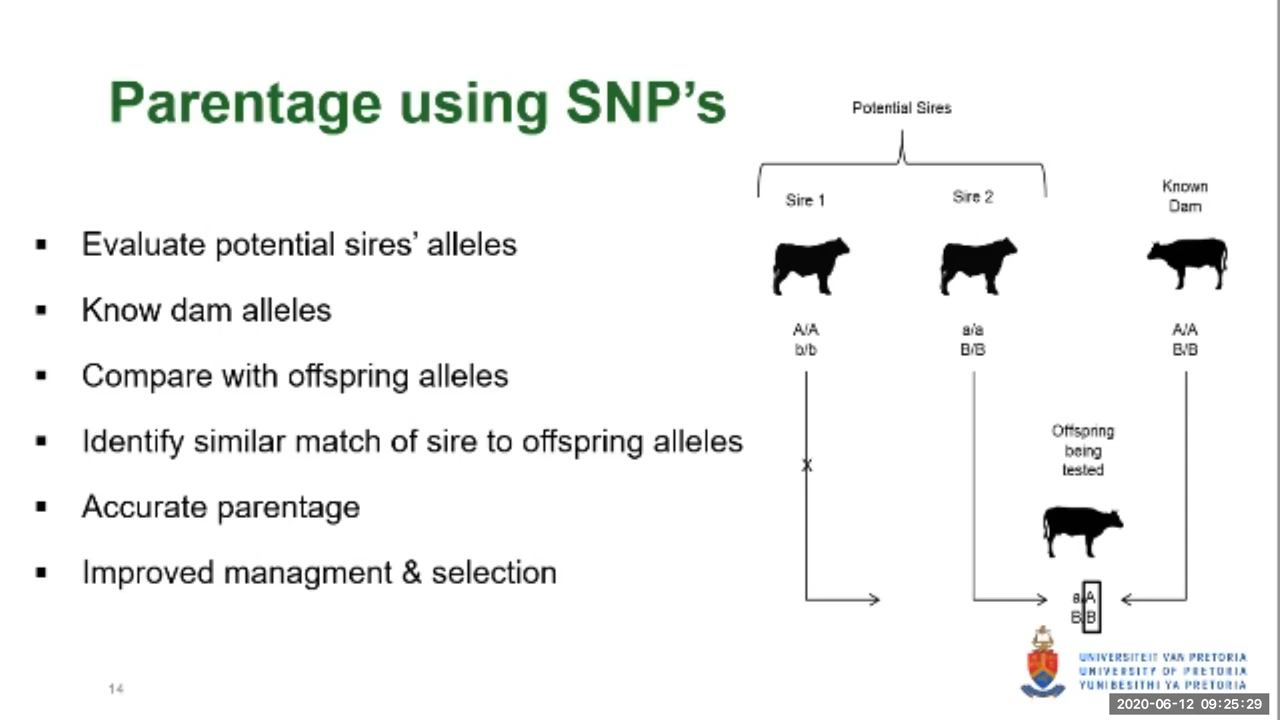 Parentage using SNP’s
▪ Evaluate potential sires’ alleles
▪ Know dam alleles
▪ Compare with offspring alleles
▪ Identify similar match of sire to offspring alleles
▪ Accurate parentage
▪ Improved managment & selection
14
Potential Sires
Sire 1
Sire 2
Known
Dam
A/A
b/b
a/a
B/B
A/A
B/B
X
Offspring
being
tested
a/A
B/B
UNIVERSITEIT VAN PRETORIA
UNIVERSITY OF PRETORIA
YUNIBESITHI YA PRETORIA
2020-06-12 09:25:29